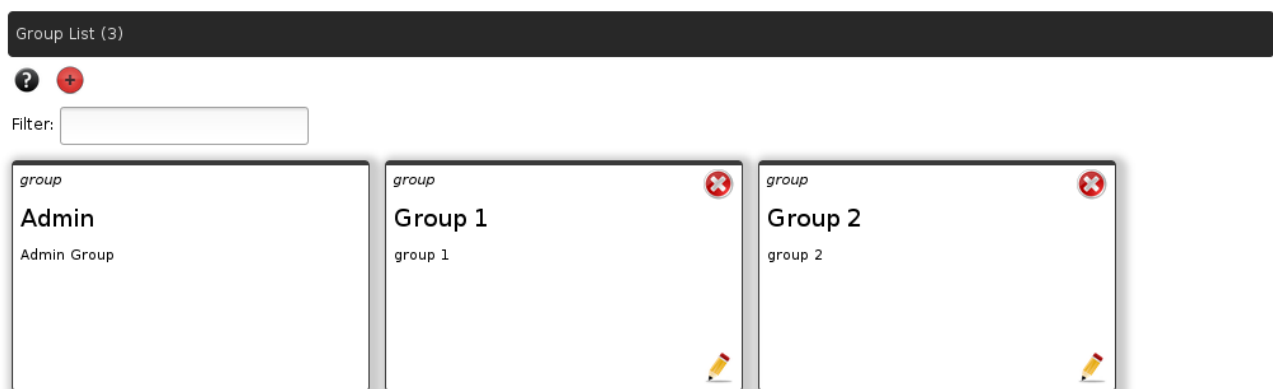 Group List (3)
?
+
Filter:
group
Admin
Admin Group
group
Group 1
group 1
group
Group 2
group 2